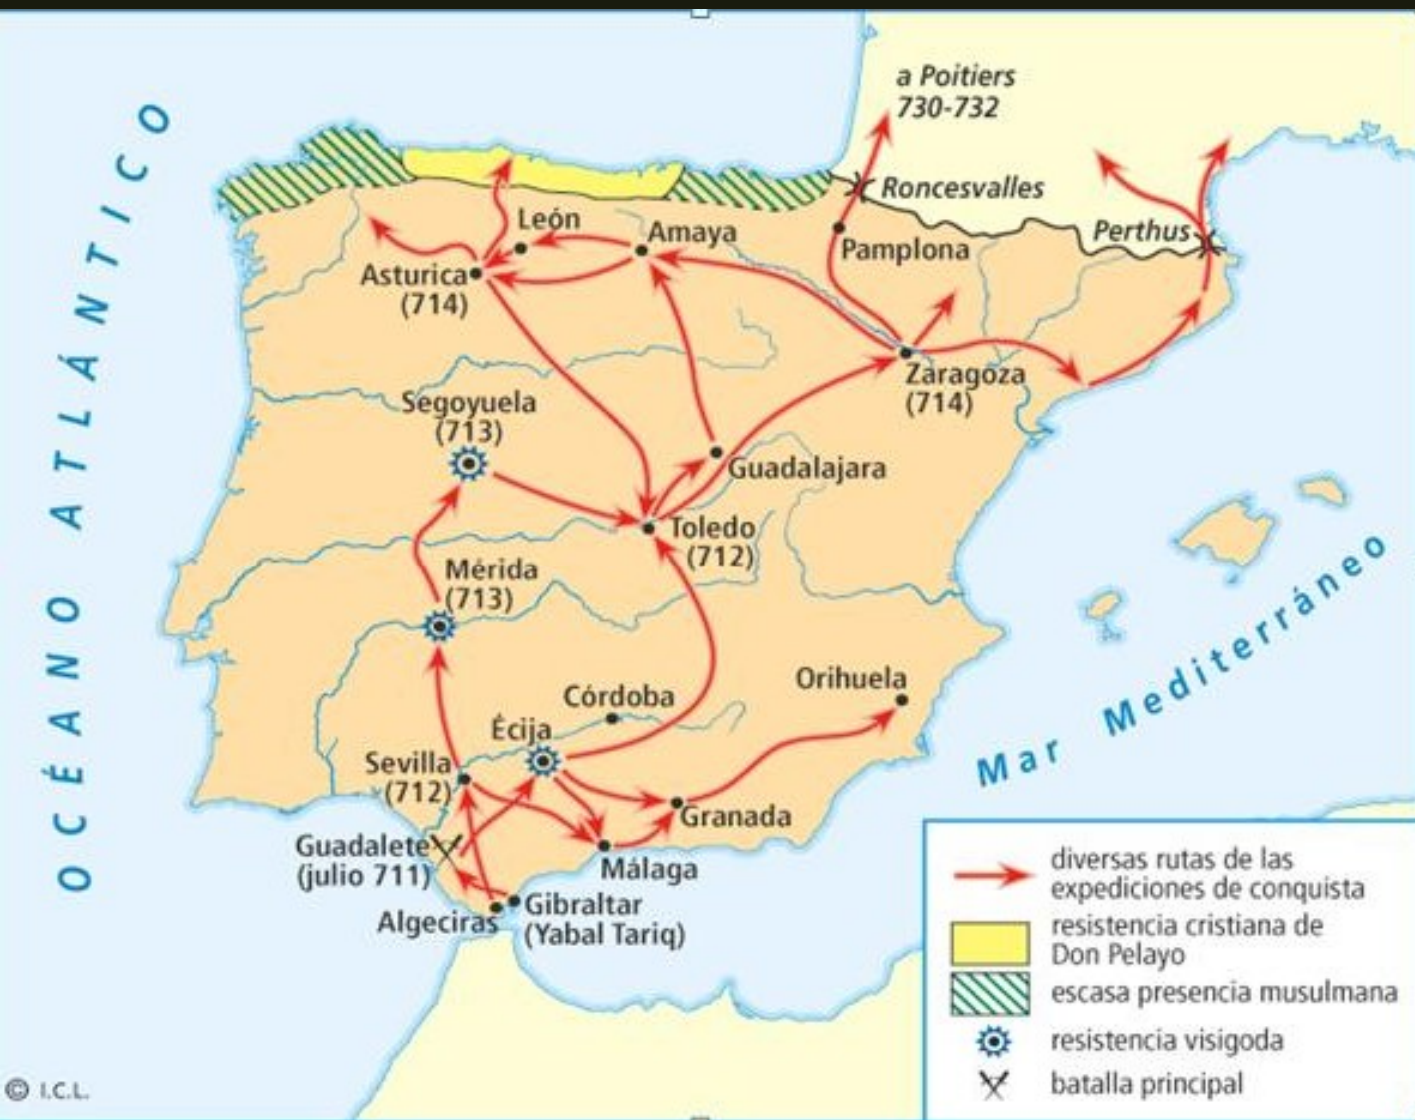 a Poitiers
730-732
OCÉANO ATLÁNTICO
Roncesvalles
León
Amaya
Perthus
Pamplona
Asturica
(714)
Zaragoza
(714)
Segoyuela
(713)
Guadalajara
Toledo
(712)
Mérida
(713)
Mar Mediterráneo
Orihuela
Córdoba
Écija
Sevilla
(712)
Granada
Guadalete
(julio 711)
Málaga
Gibraltar
(Yabal Tariq)
Algeciras
diversas rutas de las
expediciones de conquista
resistencia cristiana de
Don Pelayo
escasa presencia musulmana
resistencia visigoda
batalla principal
© I.C.L.